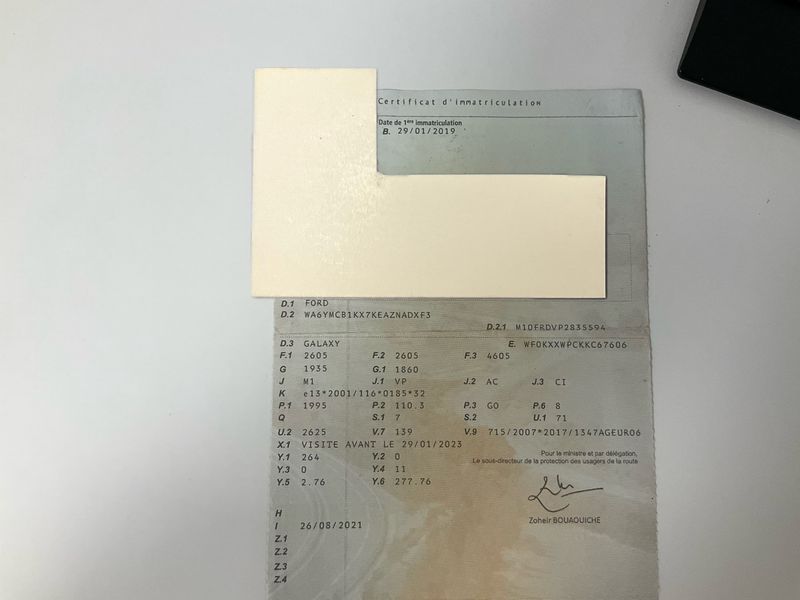 Certificat d'immatriculation
Date de 1ère immatriculation
B. 29/01/2019
D.1 FORD
D.2 WA6YMCB1KX7KEAZNADXF3
D.2.1 M10FRDVP2835594
D.3 GALAXY E. WF0KXXWPCKKC67606
F.1 2605 F.2 2605 F.3 4605
G 1935 G.1 1860
J M1 J.1 VP J.2 AC J.3 CI
K e13*2001/116*0185*32
P.1 1995 P.2 110.3 P.3 GO P.6 8
Q S.1 7 S.2 U.1 71
U.2 2625 V.7 139 V.9 715/2007*2017/1347AGEURO6
X.1 VISITE AVANT LE 29/01/2023
Y.1 264 Y.2 0
Y.3 0 Y.4 11
Y.5 2.76 Y.6 277.76
Pour le ministre et par délégation,
Le sous-directeur de la protection des usagers de la route
Zoheir BOUAOUICHE
H
I 26/08/2021
Z.1
Z.2
Z.3
Z.4